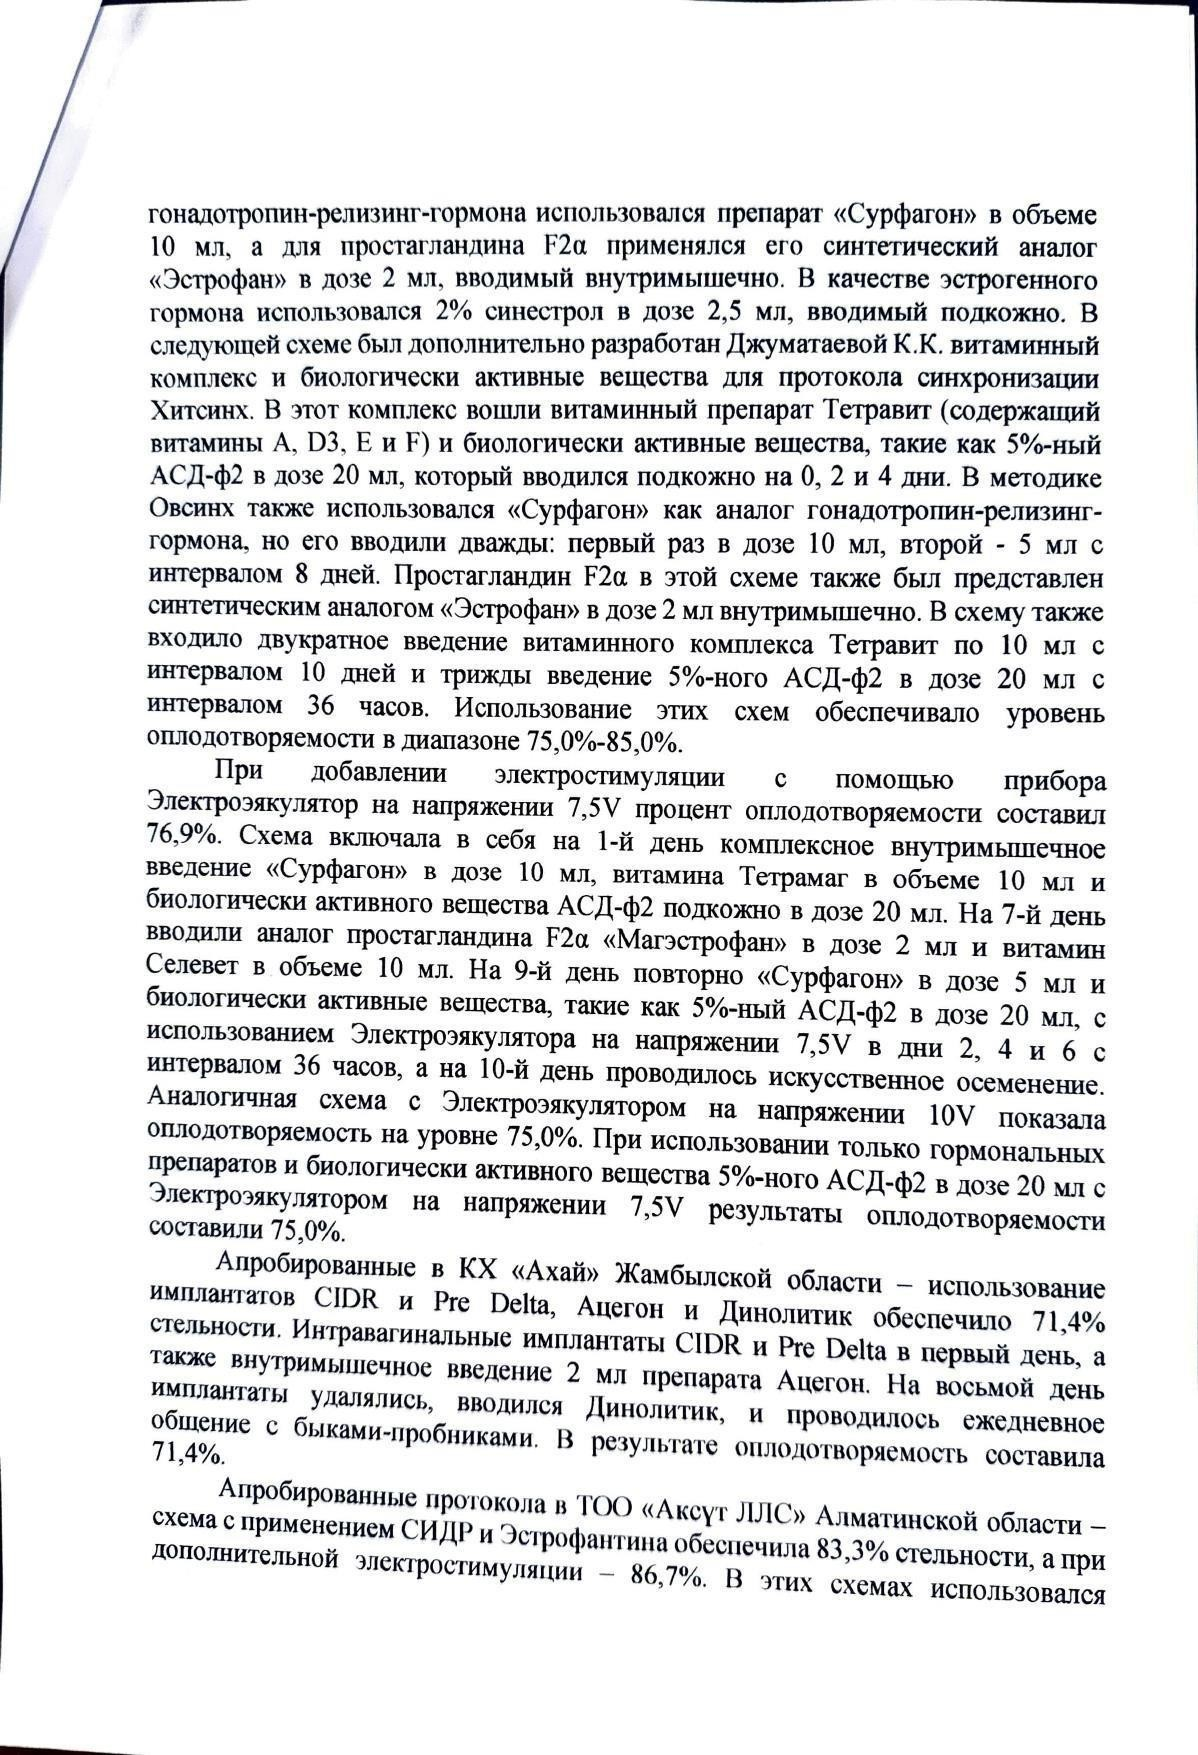 гонадотропин-релизинг-гормона использовался препарат «Сурфагон» в объеме
10 мл, а для простагландина F2α применялся его синтетический аналог
«Эстрофан» в дозе 2 мл, вводимый внутримышечно. В качестве эстрогенного
гормона использовался 2% синестрол в дозе 2,5 мл, вводимый подкожно. В
следующей схеме был дополнительно разработан Джуматаевой К.К. витаминный
комплекс и биологически активные вещества для протокола синхронизации
Хитсинх. В этот комплекс вошли витаминный препарат Тетравит (содержащий
витамины A, D3, E и F) и биологически активные вещества, такие как 5%-ный
АСД-ф2 в дозе 20 мл, который вводился подкожно на 0, 2 и 4 дни. В методике
Овсинх также использовался «Сурфагон» как аналог гонадотропин-релизинг-
гормона, но его вводили дважды: первый раз в дозе 10 мл, второй - 5 мл с
интервалом 8 дней. Простагландин F2α в этой схеме также был представлен
синтетическим аналогом «Эстрофан» в дозе 2 мл внутримышечно. В схему также
входило двукратное введение витаминного комплекса Тетравит по 10 мл с
интервалом 10 дней и трижды введение 5%-ного АСД-ф2 в дозе 20 мл с
интервалом 36 часов. Использование этих схем обеспечивало уровень
оплодотворяемости в диапазоне 75,0%-85,0%.
При добавлении электростимуляции с помощью прибора
Электроэякулятор на напряжении 7,5V процент оплодотворяемости составил
76,9%. Схема включала в себя на 1-й день комплексное внутримышечное
введение «Сурфагон» в дозе 10 мл, витамина Тетрамаг в объеме 10 мл и
биологически активного вещества АСД-ф2 подкожно в дозе 20 мл. На 7-й день
вводили аналог простагландина F2α «Магэстрофан» в дозе 2 мл и витамин
Селевет в объеме 10 мл. На 9-й день повторно «Сурфагон» в дозе 5 мл и
биологически активные вещества, такие как 5%-ный АСД-ф2 в дозе 20 мл, с
использованием Электроэякулятора на напряжении 7,5V в дни 2, 4 и 6 с
интервалом 36 часов, а на 10-й день проводилось искусственное осеменение.
Аналогичная схема с Электроэякулятором на напряжении 10V показала
оплодотворяемость на уровне 75,0%. При использовании только гормональных
препаратов и биологически активного вещества 5%-ного АСД-ф2 в дозе 20 мл с
Электроэякулятором на напряжении 7,5V результаты оплодотворяемости
составили 75,0%.
Апробированные в КХ «Ахай» Жамбылской области – использование
имплантатов CIDR и Pre Delta, Ацегон и Динолитик обеспечило 71,4%
стельности. Интравагинальные имплантаты CIDR и Pre Delta в первый день, а
также внутримышечное введение 2 мл препарата Ацегон. На восьмой день
имплантаты удалялись, вводился Динолитик, и проводилось ежедневное
общение с быками-пробниками. В результате оплодотворяемость составила
71,4%.
Апробированные протокола в ТОО «Аксүт ЛЛС» Алматинской области –
схема с применением СИДР и Эстрофантина обеспечила 83,3% стельности, а при
дополнительной электростимуляции – 86,7%. В этих схемах использовался